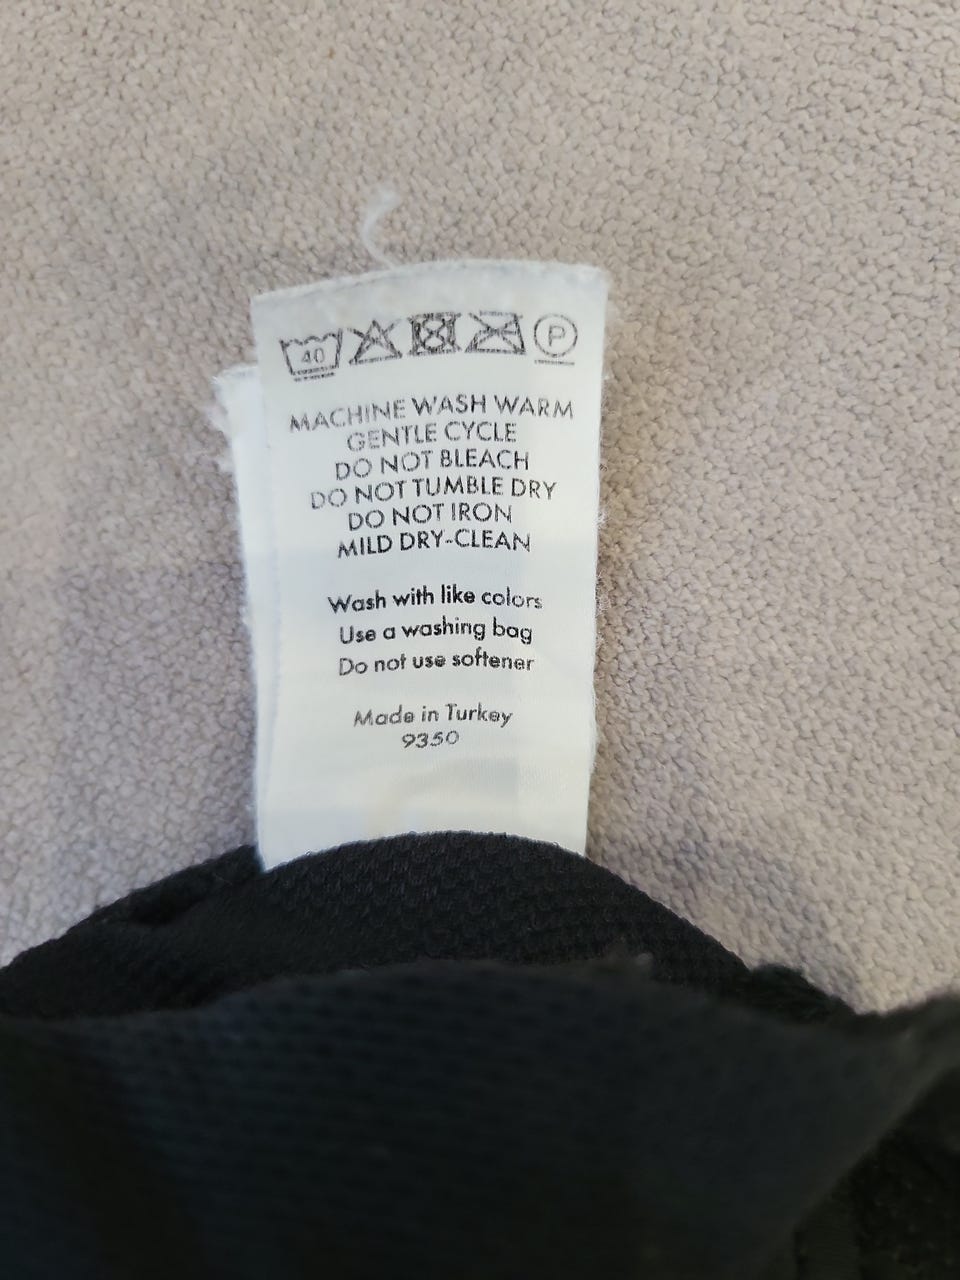 40 P
MACHINE WASH WARM
GENTLE CYCLE
DO NOT BLEACH
DO NOT TUMBLE DRY
DO NOT IRON
MILD DRY-CLEAN
Wash with like colors
Use a washing bag
Do not use softener
Made in Turkey
9350